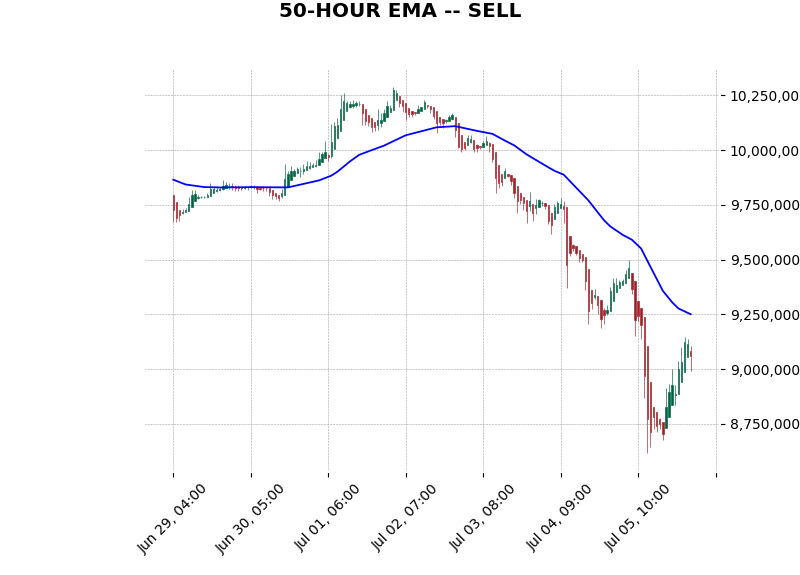 50-HOUR EMA -- SELL
10,250,00
10,000,00
9,750,000
9,500,000
9,250,000
9,000,000
8,750,000
Jun 29, 04:00
Jun 30, 05:00
Jul 01, 06:00
Jul 02, 07:00
Jul 03, 08:00
Jul 04, 09:00
Jul 05, 10:00